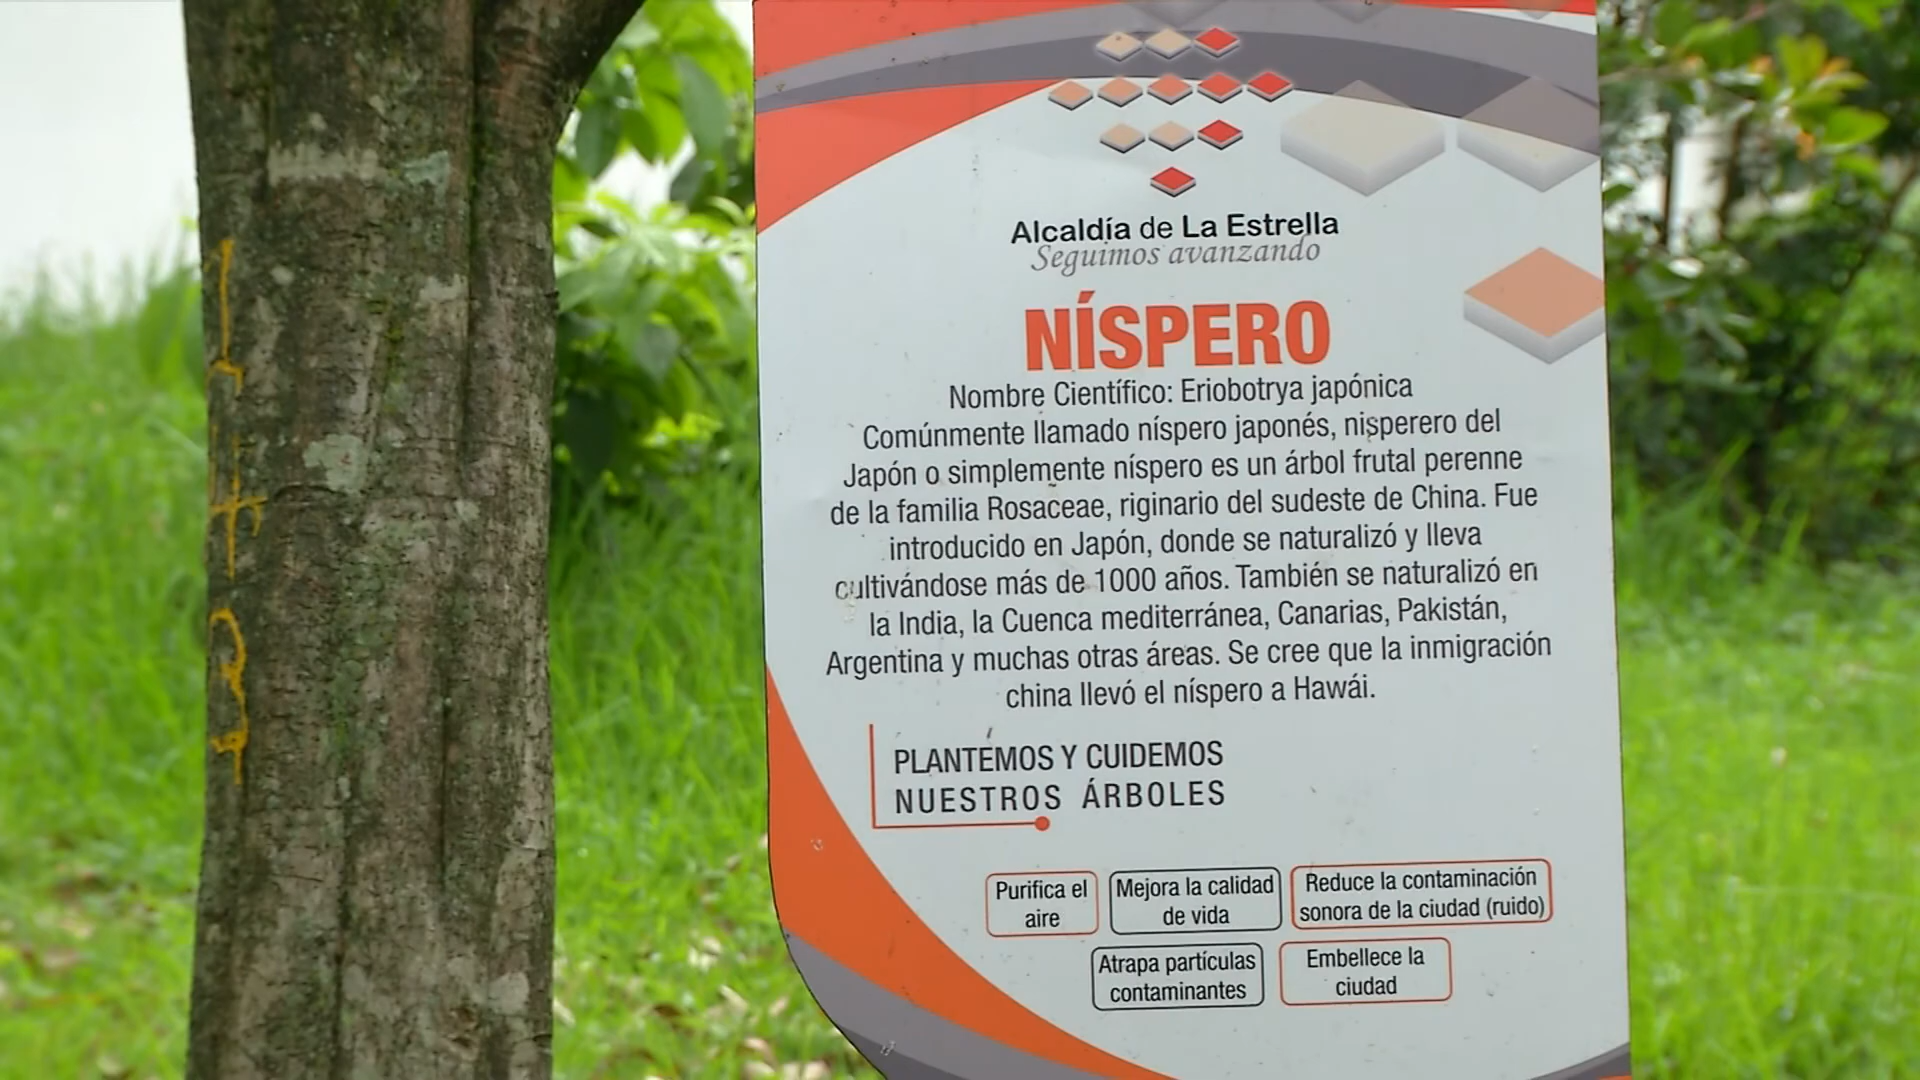 Alcaldía de La Estrella
Seguimos avanzando
NÍSPERO
Nombre Científico: Eriobotrya japónica
Comúnmente llamado níspero japonés, nisperero del
Japón o simplemente níspero es un árbol frutal perenne
de la familia Rosaceae, riginario del sudeste de China. Fue
introducido en Japón, donde se naturalizó y lleva
cultivándose más de 1000 años. También se naturalizó en
la India, la Cuenca mediterránea, Canarias, Pakistán,
Argentina y muchas otras áreas. Se cree que la inmigración
china llevó el níspero a Hawái.
PLANTEMOS Y CUIDEMOS
NUESTROS ÁRBOLES
Purifica el
aire
Mejora la calidad
de vida
Reduce la contaminación
sonora de la ciudad (ruido)
Atrapa partículas
contaminantes
Embellece la
ciudad